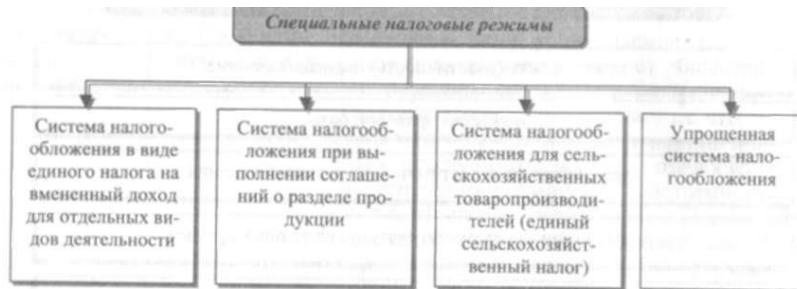 Специальные налоговые режимы
Система налого-
обложения в виде
единого налога на
вмененный доход
для отдельных ви-
дов деятельности
Система налогооб-
ложения при вы-
полнении соглаше-
ний о разделе про-
дукции
Система налогооб-
ложения для сель-
скохозяйственных
товаропроизводи-
телей (единый
сельскохозяйст-
венный налог)
Упрощенная
система нало-
гообложения